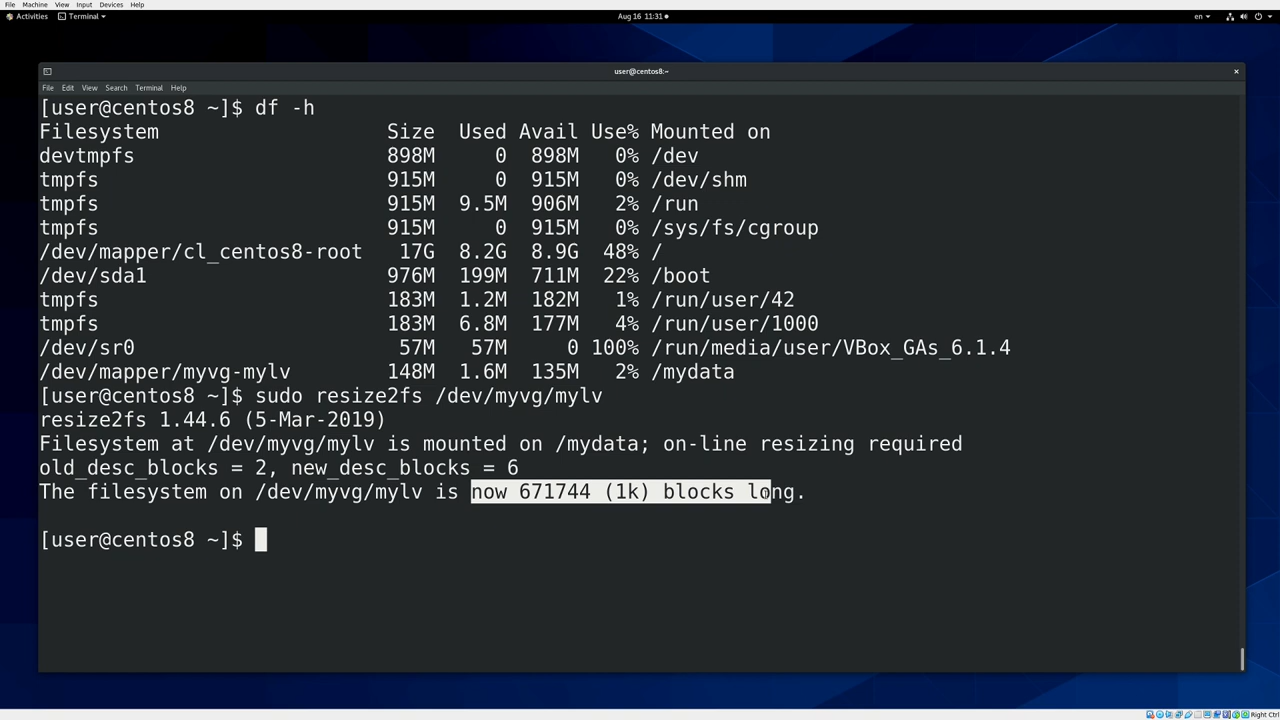 File Machine View Input Devices Help
Activities Terminal Aug 16 11:31 en
user@centos8:~
File Edit View Search Terminal Help
[user@centos8 ~]$ df -h
Filesystem Size Used Avail Use% Mounted on
devtmpfs 898M 0 898M 0% /dev
tmpfs 915M 0 915M 0% /dev/shm
tmpfs 915M 9.5M 906M 2% /run
tmpfs 915M 0 915M 0% /sys/fs/cgroup
/dev/mapper/cl_centos8-root 17G 8.2G 8.9G 48% /
/dev/sda1 976M 199M 711M 22% /boot
tmpfs 183M 1.2M 182M 1% /run/user/42
tmpfs 183M 6.8M 177M 4% /run/user/1000
/dev/sr0 57M 57M 0 100% /run/media/user/VBox_GAs_6.1.4
/dev/mapper/myvg-mylv 148M 1.6M 135M 2% /mydata
[user@centos8 ~]$ sudo resize2fs /dev/myvg/mylv
resize2fs 1.44.6 (5-Mar-2019)
Filesystem at /dev/myvg/mylv is mounted on /mydata; on-line resizing required
old_desc_blocks = 2, new_desc_blocks = 6
The filesystem on /dev/myvg/mylv is now 671744 (1k) blocks long.
[user@centos8 ~]$
Right Ctrl